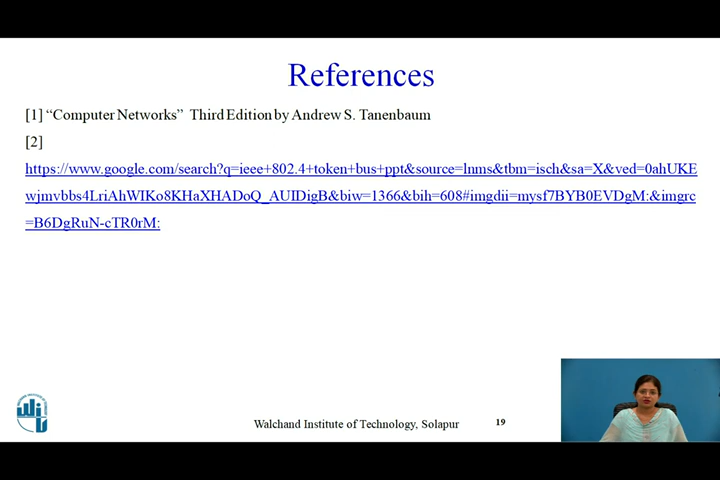 References
[1] “Computer Networks” Third Edition by Andrew S. Tanenbaum
[2]
https://www.google.com/search?q=ieee+802.4+token+bus+ppt&source=lnms&tbm=isch&sa=X&ved=0ahUKE
wjmvbbs4LriAhWIKo8KHaXHADoQ_AUIDigB&biw=1366&bih=608#imgdii=mysf7BYB0EVDgM:&imgrc
=B6DgRuN-cTR0rM:
Walchand Institute of Technology, Solapur
19